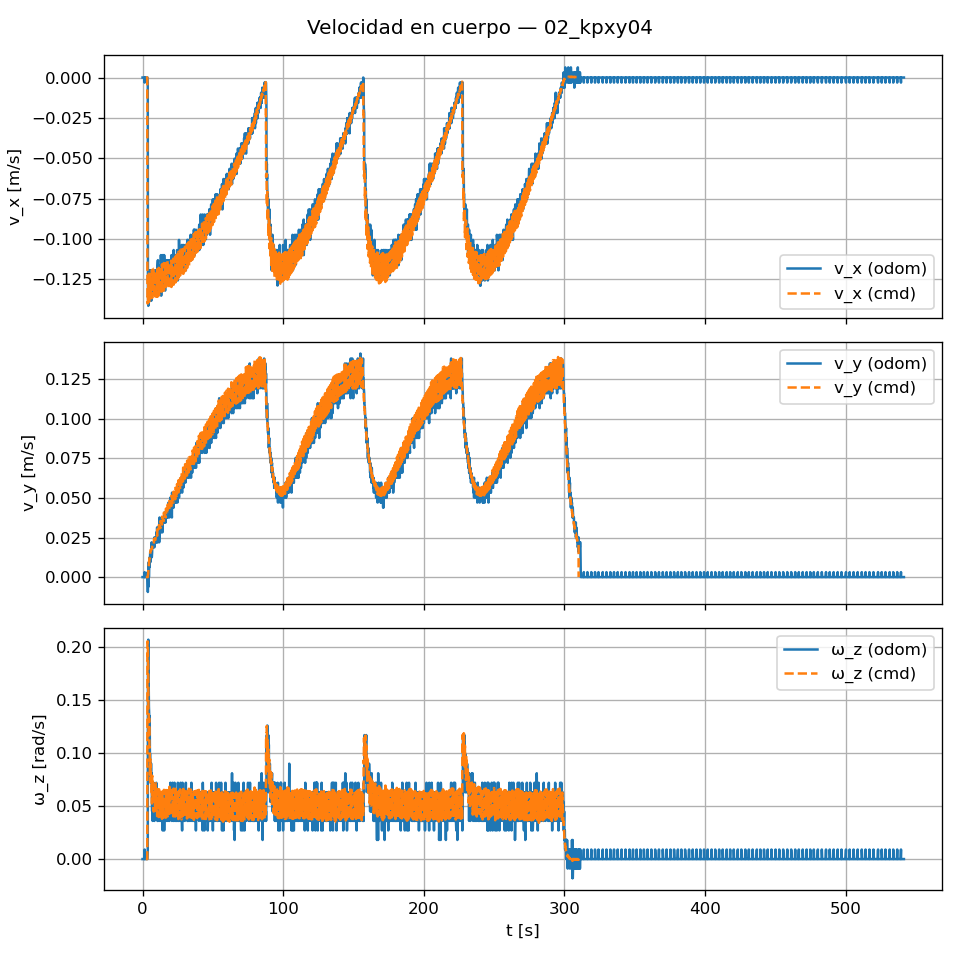 Velocidad en cuerpo — 02_kpxy04
0.000
−0.025
−0.050
−0.075
−0.100
−0.125
v_x [m/s]
v_x (odom)
v_x (cmd)
0.125
0.100
0.075
0.050
0.025
0.000
v_y [m/s]
v_y (odom)
v_y (cmd)
0.20
0.15
0.10
0.05
0.00
ω_z [rad/s]
ω_z (odom)
ω_z (cmd)
0 100 200 300 400 500
t [s]